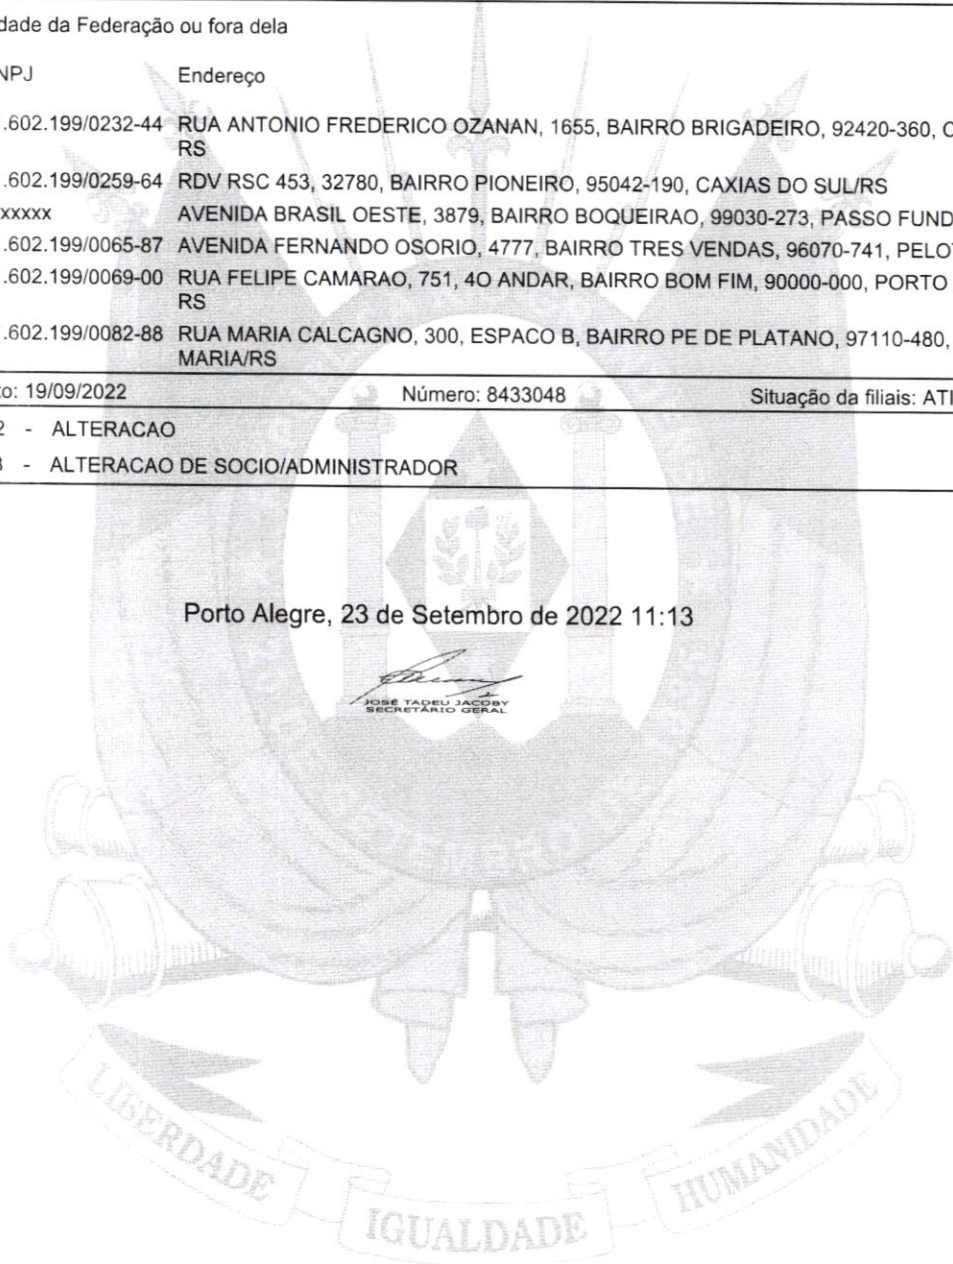 dade da Federação ou fora dela
NPJ Endereço
.602.199/0232-44 RUA ANTONIO FREDERICO OZANAN, 1655, BAIRRO BRIGADEIRO, 92420-360, C
RS
.602.199/0259-64 RDV RSC 453, 32780, BAIRRO PIONEIRO, 95042-190, CAXIAS DO SUL/RS
xxxxx AVENIDA BRASIL OESTE, 3879, BAIRRO BOQUEIRAO, 99030-273, PASSO FUND
.602.199/0065-87 AVENIDA FERNANDO OSORIO, 4777, BAIRRO TRES VENDAS, 96070-741, PELO
.602.199/0069-00 RUA FELIPE CAMARAO, 751, 4O ANDAR, BAIRRO BOM FIM, 90000-000, PORTO
RS
.602.199/0082-88 RUA MARIA CALCAGNO, 300, ESPACO B, BAIRRO PE DE PLATANO, 97110-480,
MARIA/RS
to: 19/09/2022 Número: 8433048 Situação da filiais: ATI
2 - ALTERACAO
3 - ALTERACAO DE SOCIO/ADMINISTRADOR
Porto Alegre, 23 de Setembro de 2022 11:13
JOSÉ TADEU JACOBY
SECRETÁRIO GERAL
LIBERDADE
IGUALDADE
HUMANIDADE